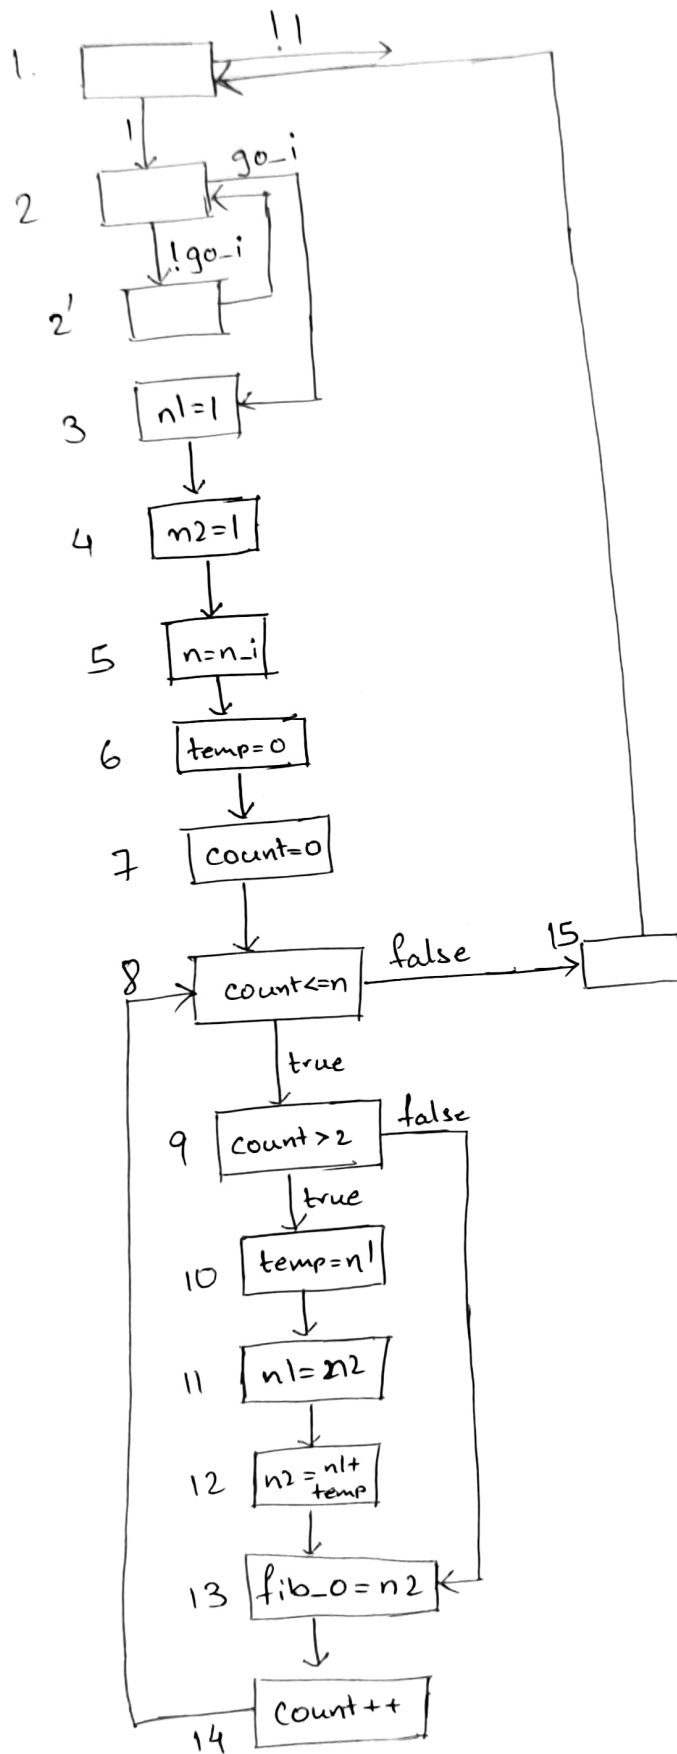 !1
1.
1
go_i
2
!go_i
2'
n1=1
3
n2=1
4
n=n_i
5
temp=0
6
count=0
7
false
15
8
count<=n
true
false
9
count>2
true
temp=n1
10
n1=n2
11
n2=n1+
temp
12
fib_o=n2
13
count++
14